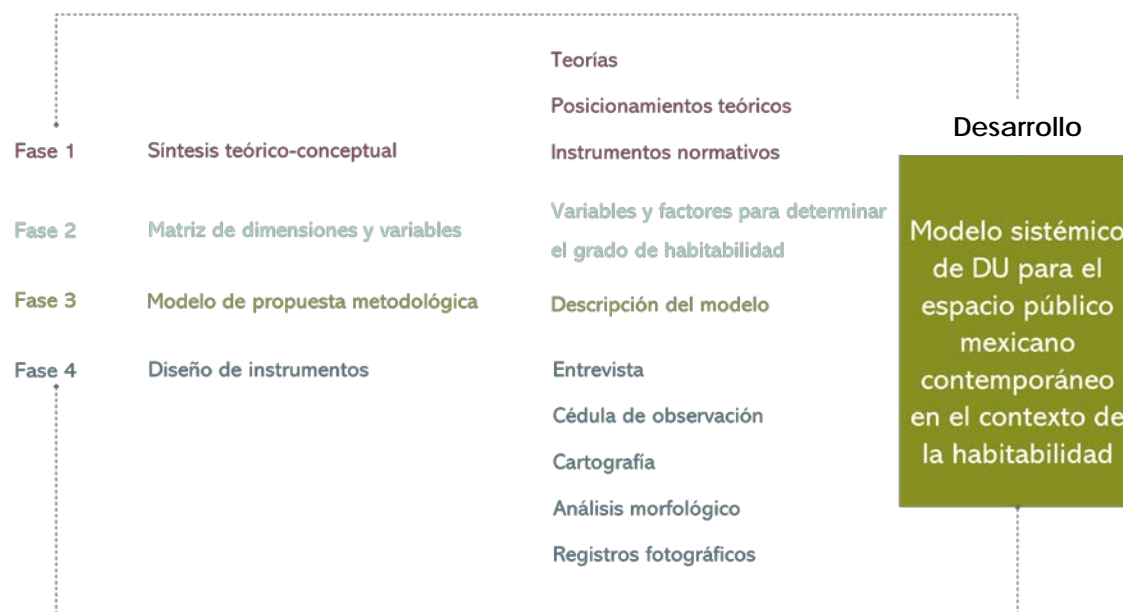 Teorías
Posicionamientos teóricos
Fase 1 Síntesis teórico-conceptual Instrumentos normativos
Fase 2 Matriz de dimensiones y variables Variables y factores para determinar
el grado de habitabilidad
Fase 3 Modelo de propuesta metodológica Descripción del modelo
Fase 4 Diseño de instrumentos Entrevista
Cédula de observación
Cartografía
Análisis morfológico
Registros fotográficos
Desarrollo
Modelo sistémico
de DU para el
espacio público
mexicano
contemporáneo
en el contexto de
la habitabilidad